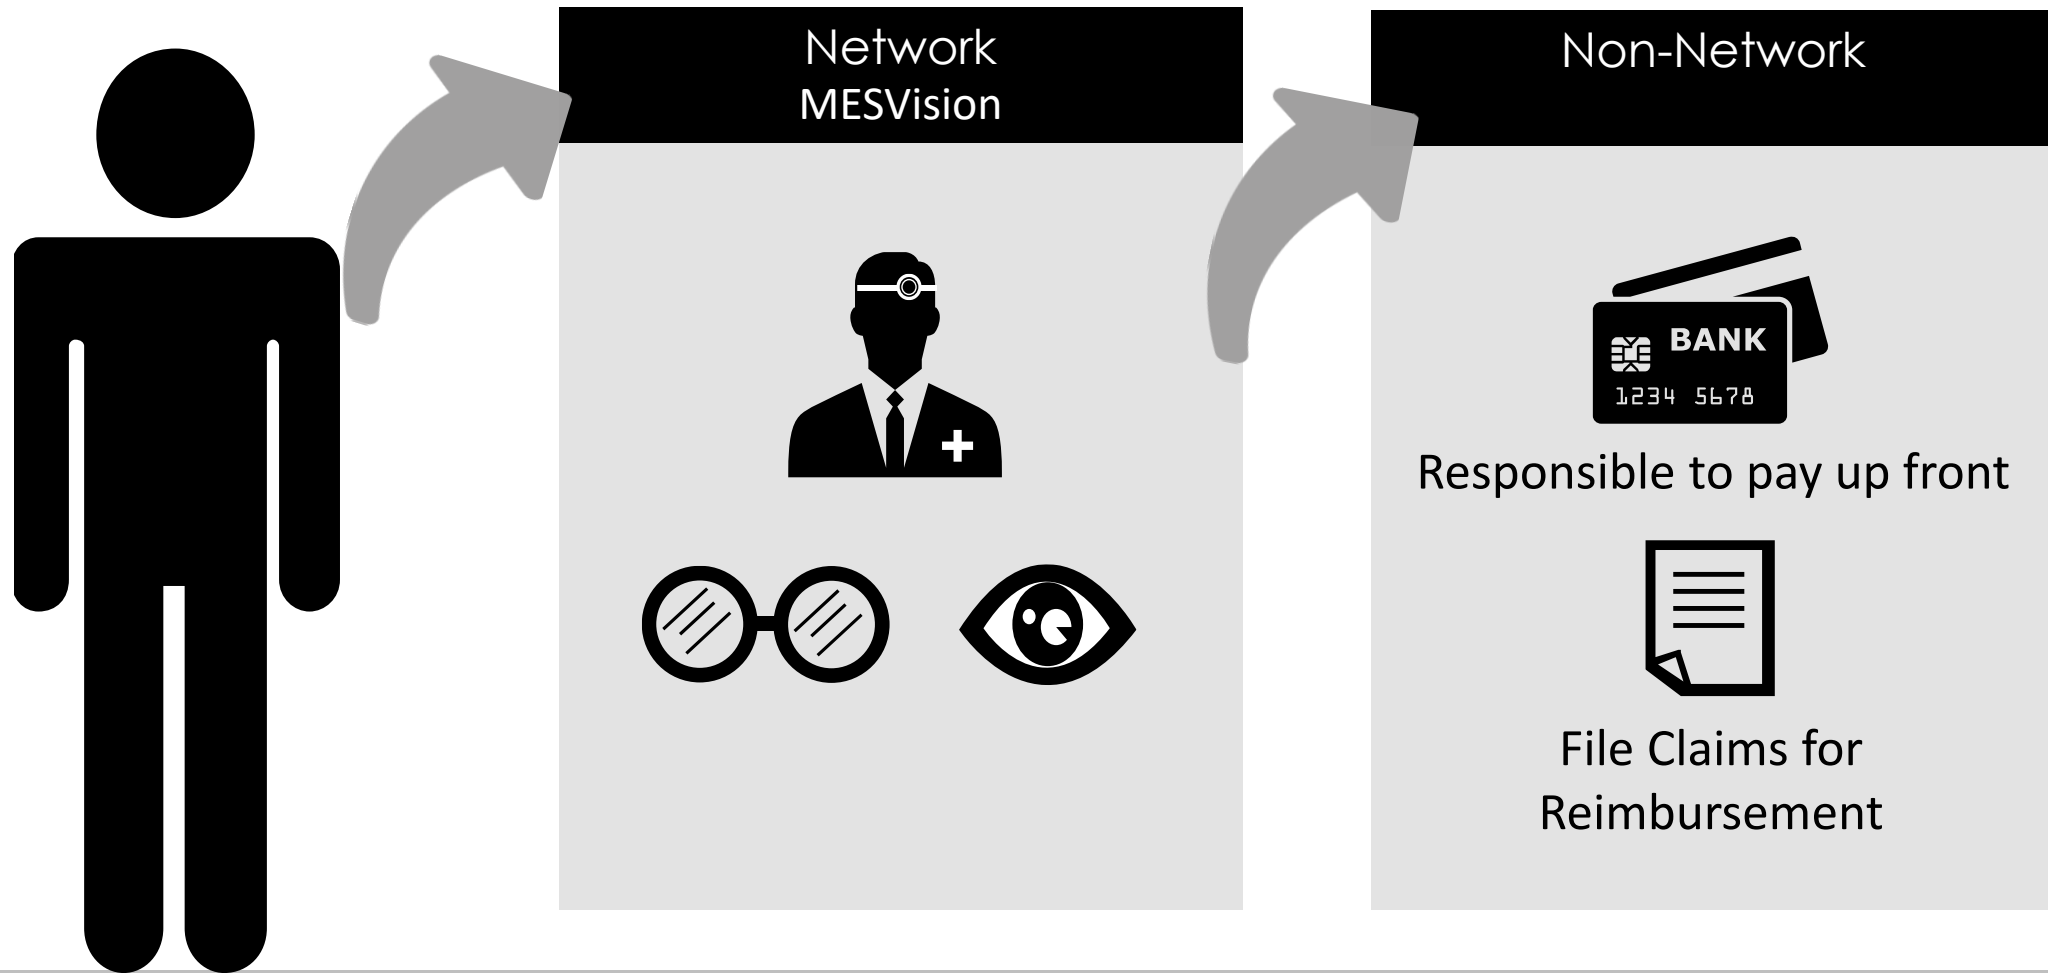 Network
MESVision
Non-Network
BANK
1234 5678
Responsible to pay up front
File Claims for
Reimbursement